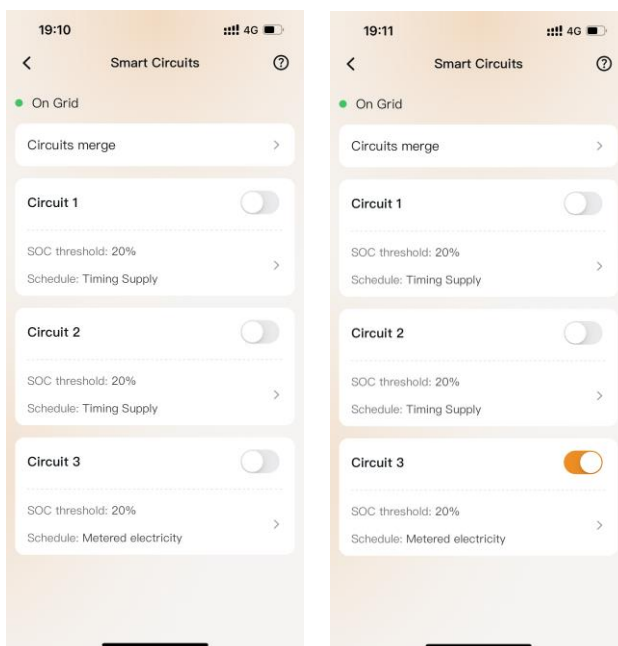 19:10
4G
Smart Circuits
On Grid
Circuits merge
Circuit 1
SOC threshold: 20%
Schedule: Timing Supply
Circuit 2
SOC threshold: 20%
Schedule: Timing Supply
Circuit 3
SOC threshold: 20%
Schedule: Metered electricity
19:11
4G
Smart Circuits
On Grid
Circuits merge
Circuit 1
SOC threshold: 20%
Schedule: Timing Supply
Circuit 2
SOC threshold: 20%
Schedule: Timing Supply
Circuit 3
SOC threshold: 20%
Schedule: Metered electricity